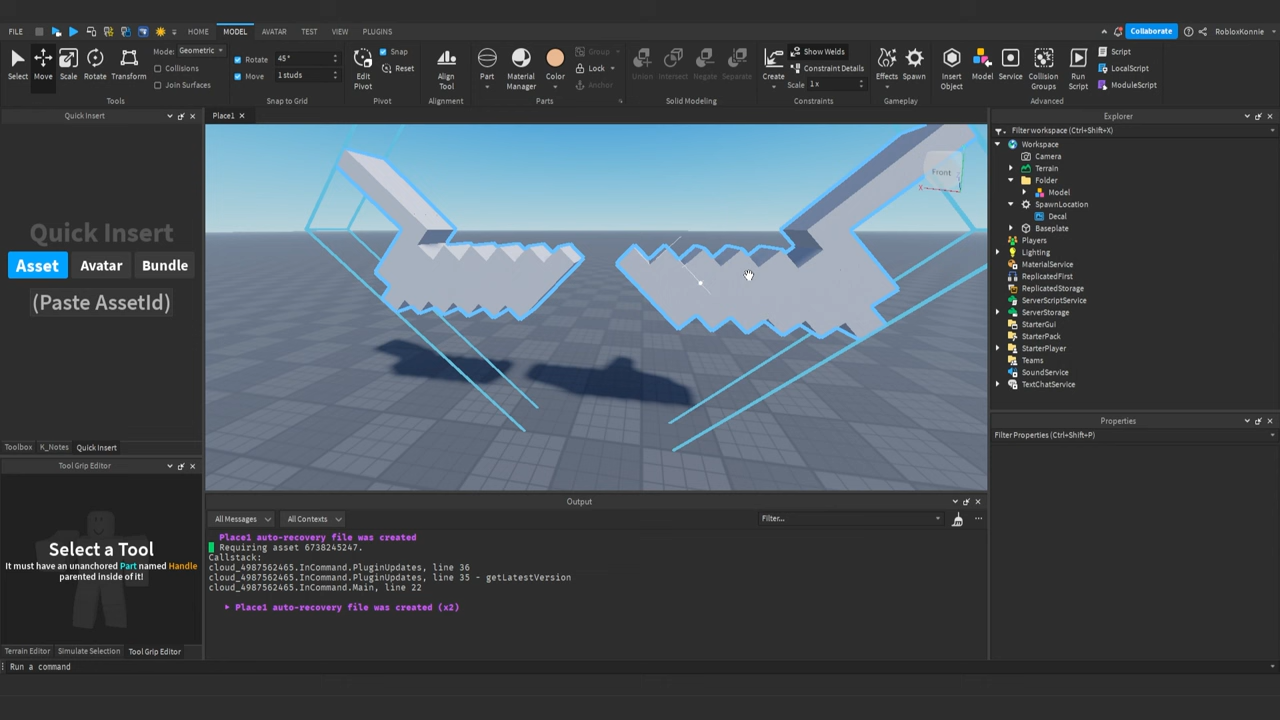 FILE
HOME
MODEL
AVATAR
TEST
VIEW
PLUGINS
Collaborate
RobloxKonnie
Select
Move
Scale
Rotate
Transform
Mode: Geometric
Collisions
Join Surfaces
Tools
Rotate 45°
Move 1 studs
Snap to Grid
Edit
Pivot
Snap
Reset
Pivot
Align
Tool
Alignment
Part
Material
Manager
Color
Group
Lock
Anchor
Parts
Union
Intersect
Negate
Separate
Solid Modeling
Create
Show Welds
Constraint Details
Scale 1x
Constraints
Effects
Spawn
Gameplay
Insert
Object
Model
Service
Collision
Groups
Run
Script
Script
LocalScript
ModuleScript
Advanced
Quick Insert
Quick Insert
Asset
Avatar
Bundle
(Paste AssetId)
Toolbox
K_Notes
Quick Insert
Tool Grip Editor
Select a Tool
It must have an unanchored Part named Handle
parented inside of it!
Terrain Editor
Simulate Selection
Tool Grip Editor
Run a command
Place1
Front
X
Output
All Messages
All Contexts
Filter...
Place1 auto-recovery file was created
Requiring asset 6738245247.
Callstack:
cloud_4987562465.InCommand.PluginUpdates, line 36
cloud_4987562465.InCommand.PluginUpdates, line 35 - getLatestVersion
cloud_4987562465.InCommand.Main, line 22
Place1 auto-recovery file was created (x2)
Explorer
Filter workspace (Ctrl+Shift+X)
Workspace
Camera
Terrain
Folder
Model
SpawnLocation
Decal
Baseplate
Players
Lighting
MaterialService
ReplicatedFirst
ReplicatedStorage
ServerScriptService
ServerStorage
StarterGui
StarterPack
StarterPlayer
Teams
SoundService
TextChatService
Properties
Filter Properties (Ctrl+Shift+P)